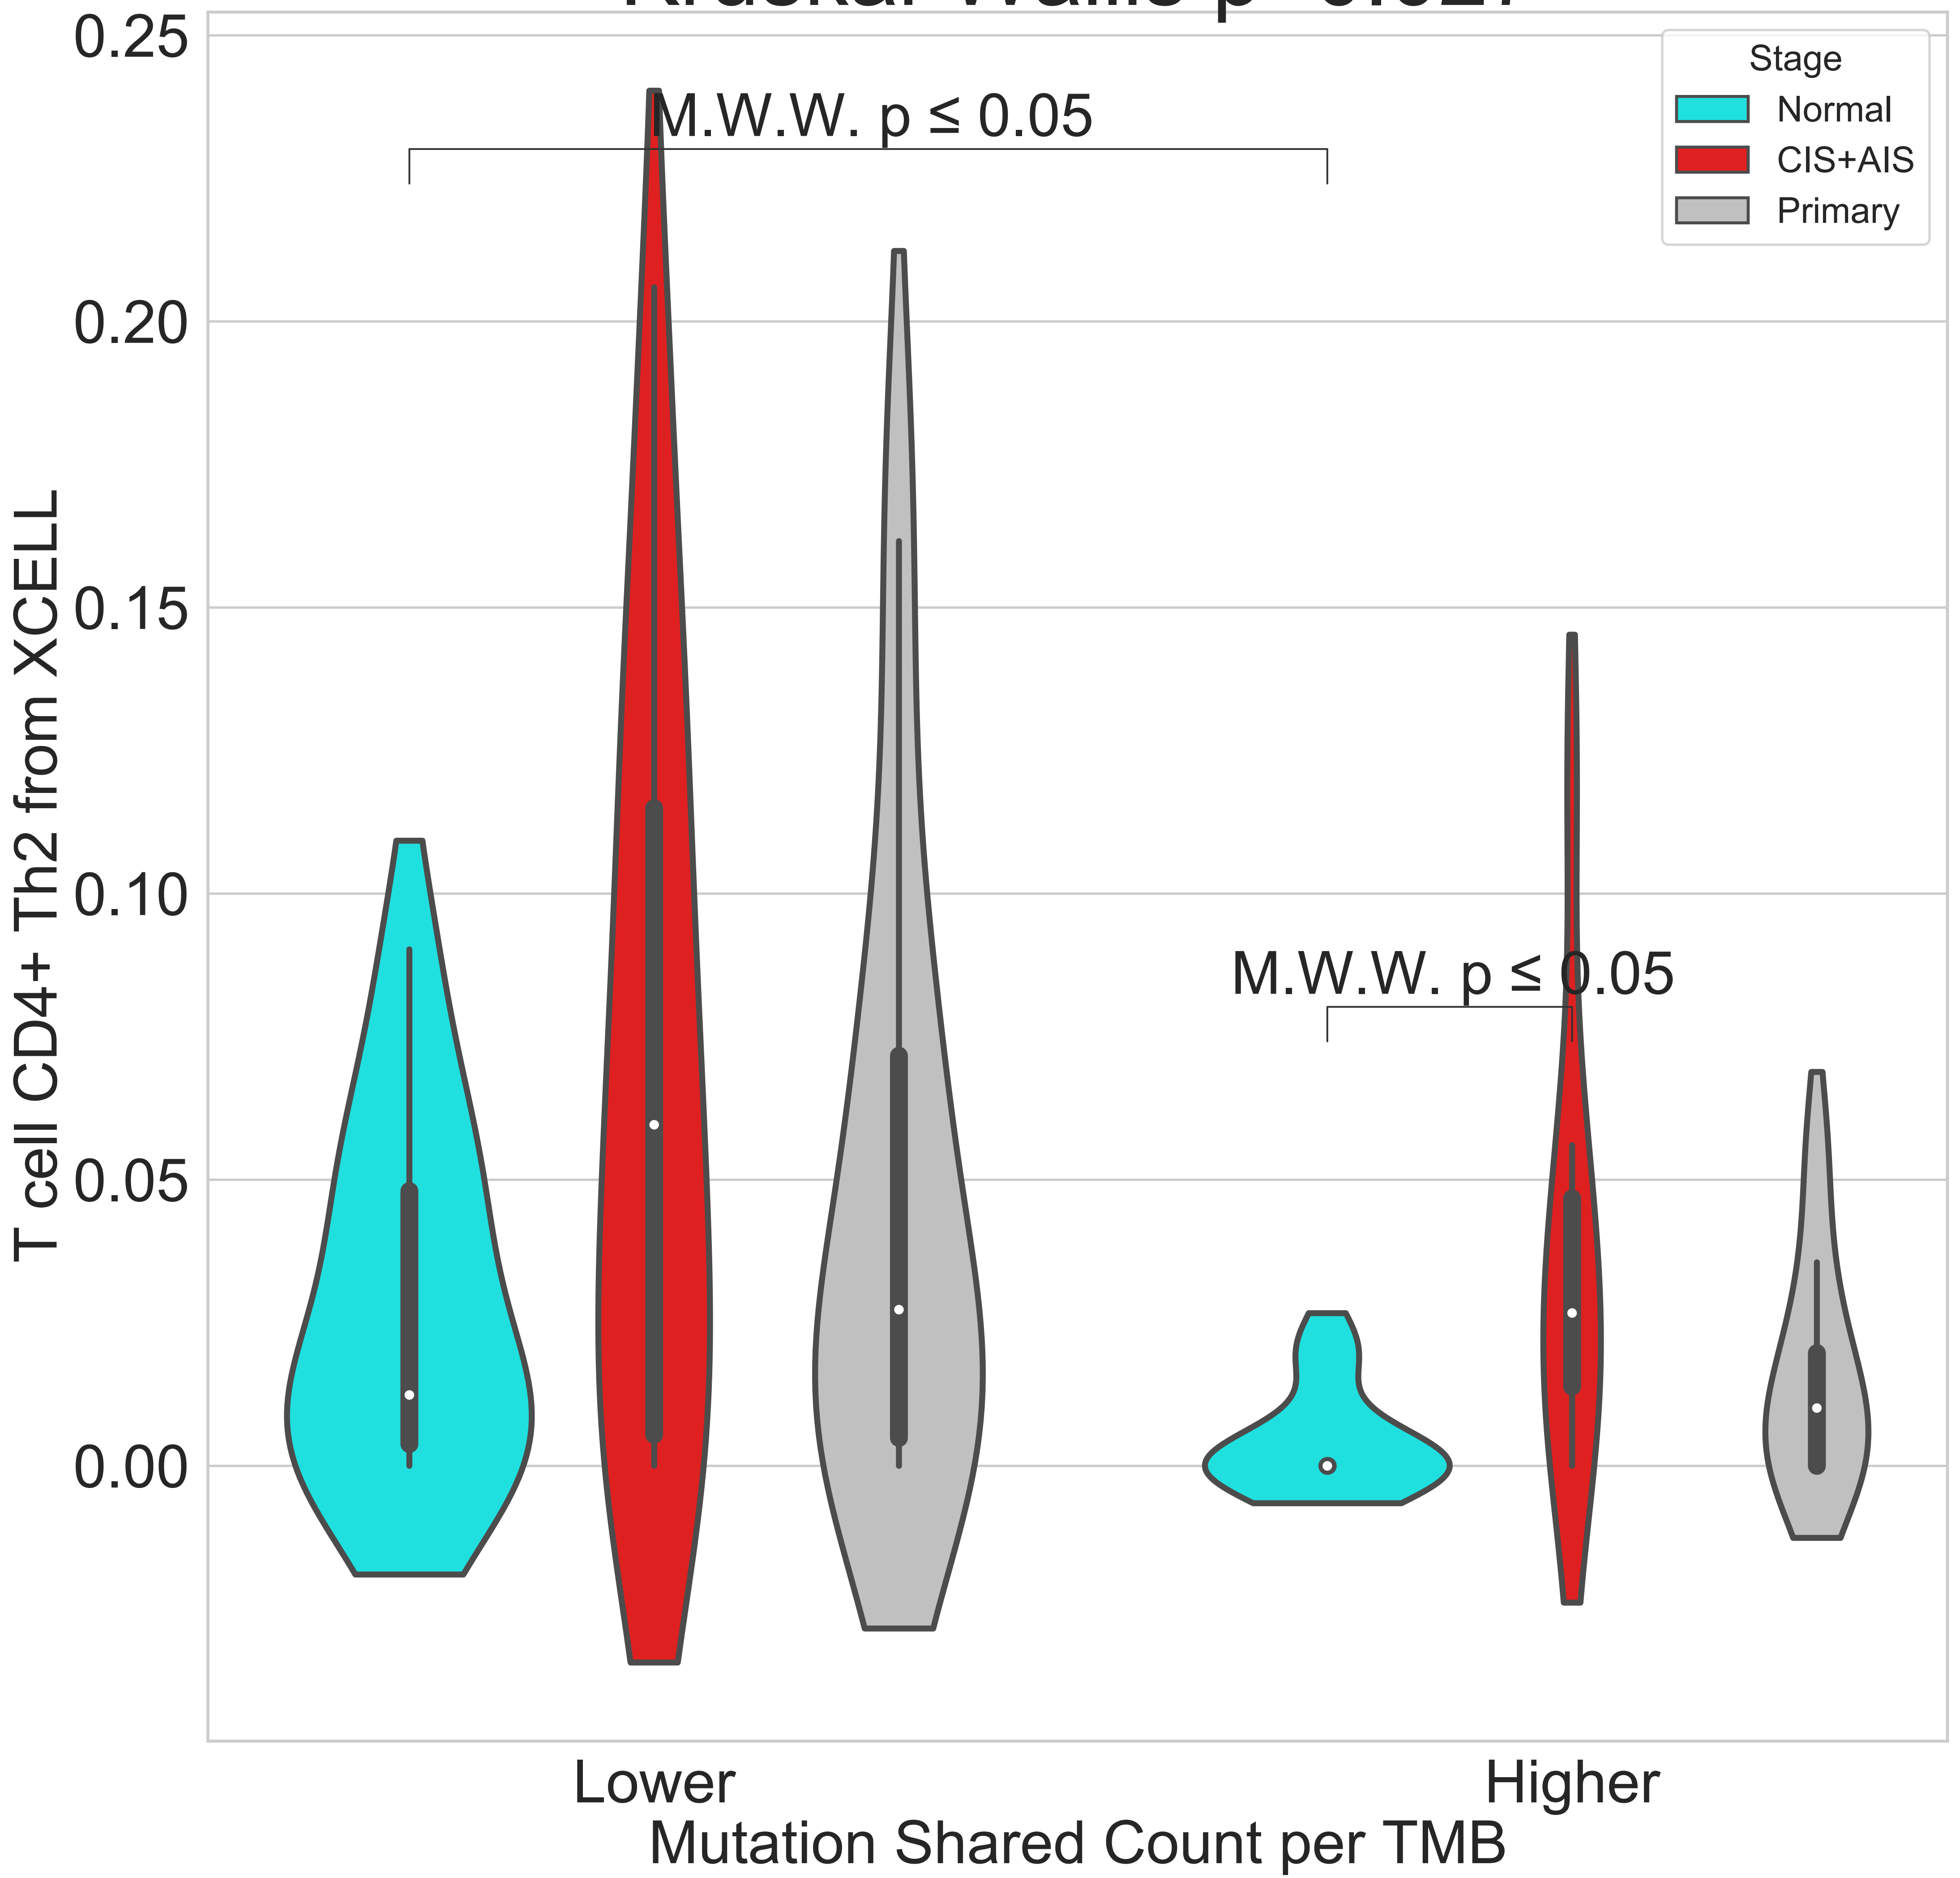 0.25
0.20
0.15
0.10
0.05
0.00
T cell CD4+ Th2 from XCELL
M.W.W. p ≤ 0.05
M.W.W. p ≤ 0.05
Stage
Normal
CIS+AIS
Primary
Lower
Higher
Mutation Shared Count per TMB